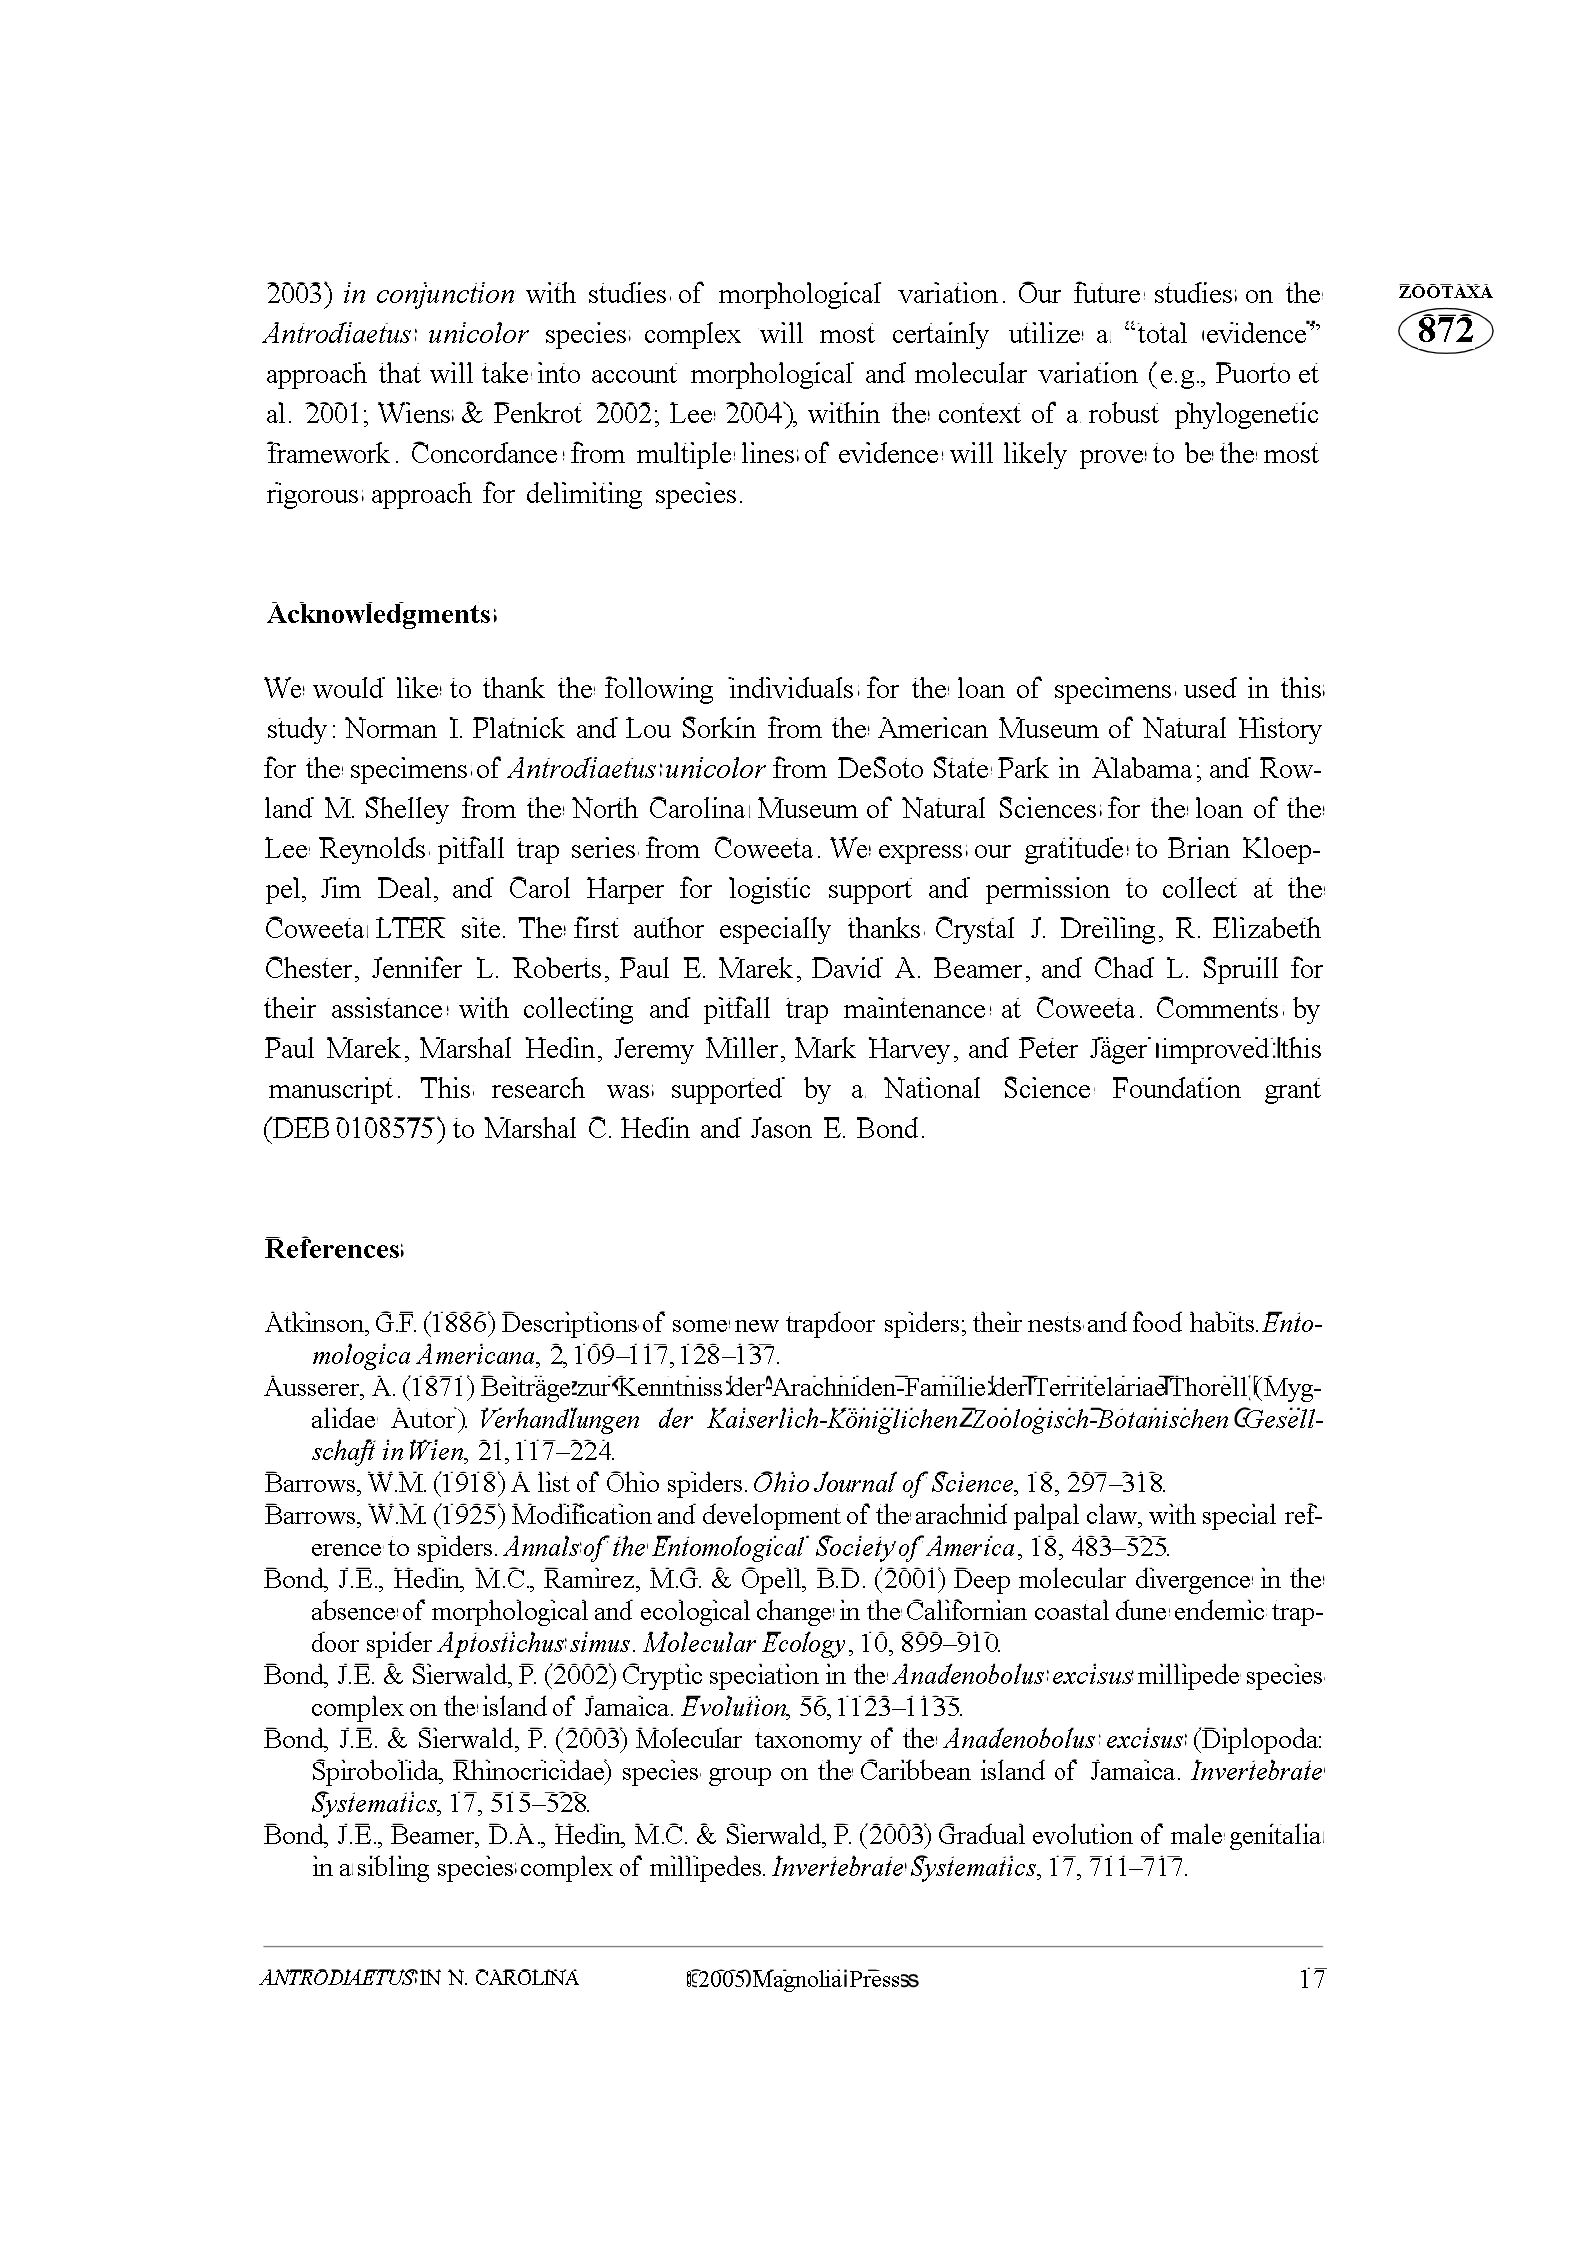 2003) in conjunction with studies of morphological variation. Our future studies on the
Antrodiaetus unicolor species complex will most certainly utilize a “total evidence”
approach that will take into account morphological and molecular variation (e.g., Puorto et
al. 2001; Wiens & Penkrot 2002; Lee 2004), within the context of a robust phylogenetic
framework. Concordance from multiple lines of evidence will likely prove to be the most
rigorous approach for delimiting species.
ZOOTAXA
872
Acknowledgments
We would like to thank the following individuals for the loan of specimens used in this
study: Norman I. Platnick and Lou Sorkin from the American Museum of Natural History
for the specimens of Antrodiaetus unicolor from DeSoto State Park in Alabama; and Row-
land M. Shelley from the North Carolina Museum of Natural Sciences for the loan of the
Lee Reynolds pitfall trap series from Coweeta. We express our gratitude to Brian Kloep-
pel, Jim Deal, and Carol Harper for logistic support and permission to collect at the
Coweeta LTER site. The first author especially thanks Crystal J. Dreiling, R. Elizabeth
Chester, Jennifer L. Roberts, Paul E. Marek, David A. Beamer, and Chad L. Spruill for
their assistance with collecting and pitfall trap maintenance at Coweeta. Comments by
Paul Marek, Marshal Hedin, Jeremy Miller, Mark Harvey, and Peter Jäger improved this
manuscript. This research was supported by a National Science Foundation grant
(DEB 0108575) to Marshal C. Hedin and Jason E. Bond.
References
Atkinson, G.F. (1886) Descriptions of some new trapdoor spiders; their nests and food habits. Ento-
mologica Americana, 2, 109–117, 128–137.
Ausserer, A. (1871) Beiträge zur Kenntniss der Arachniden-Familie der Territelariae Thorell (Myg-
alidae Autor). Verhandlungen der Kaiserlich-Königlichen Zoologisch-Botanischen Gesell-
schaft in Wien, 21, 117–224.
Barrows, W.M. (1918) A list of Ohio spiders. Ohio Journal of Science, 18, 297–318.
Barrows, W.M. (1925) Modification and development of the arachnid palpal claw, with special ref-
erence to spiders. Annals of the Entomological Society of America, 18, 483–525.
Bond, J.E., Hedin, M.C., Ramirez, M.G. & Opell, B.D. (2001) Deep molecular divergence in the
absence of morphological and ecological change in the Californian coastal dune endemic trap-
door spider Aptostichus simus. Molecular Ecology, 10, 899–910.
Bond, J.E. & Sierwald, P. (2002) Cryptic speciation in the Anadenobolus excisus millipede species
complex on the island of Jamaica. Evolution, 56, 1123–1135.
Bond, J.E. & Sierwald, P. (2003) Molecular taxonomy of the Anadenobolus excisus (Diplopoda:
Spirobolida, Rhinocricidae) species group on the Caribbean island of Jamaica. Invertebrate
Systematics, 17, 515–528.
Bond, J.E., Beamer, D.A., Hedin, M.C. & Sierwald, P. (2003) Gradual evolution of male genitalia
in a sibling species complex of millipedes. Invertebrate Systematics, 17, 711–717.
ANTRODIAETUS IN N. CAROLINA © 2005 Magnolia Press 17